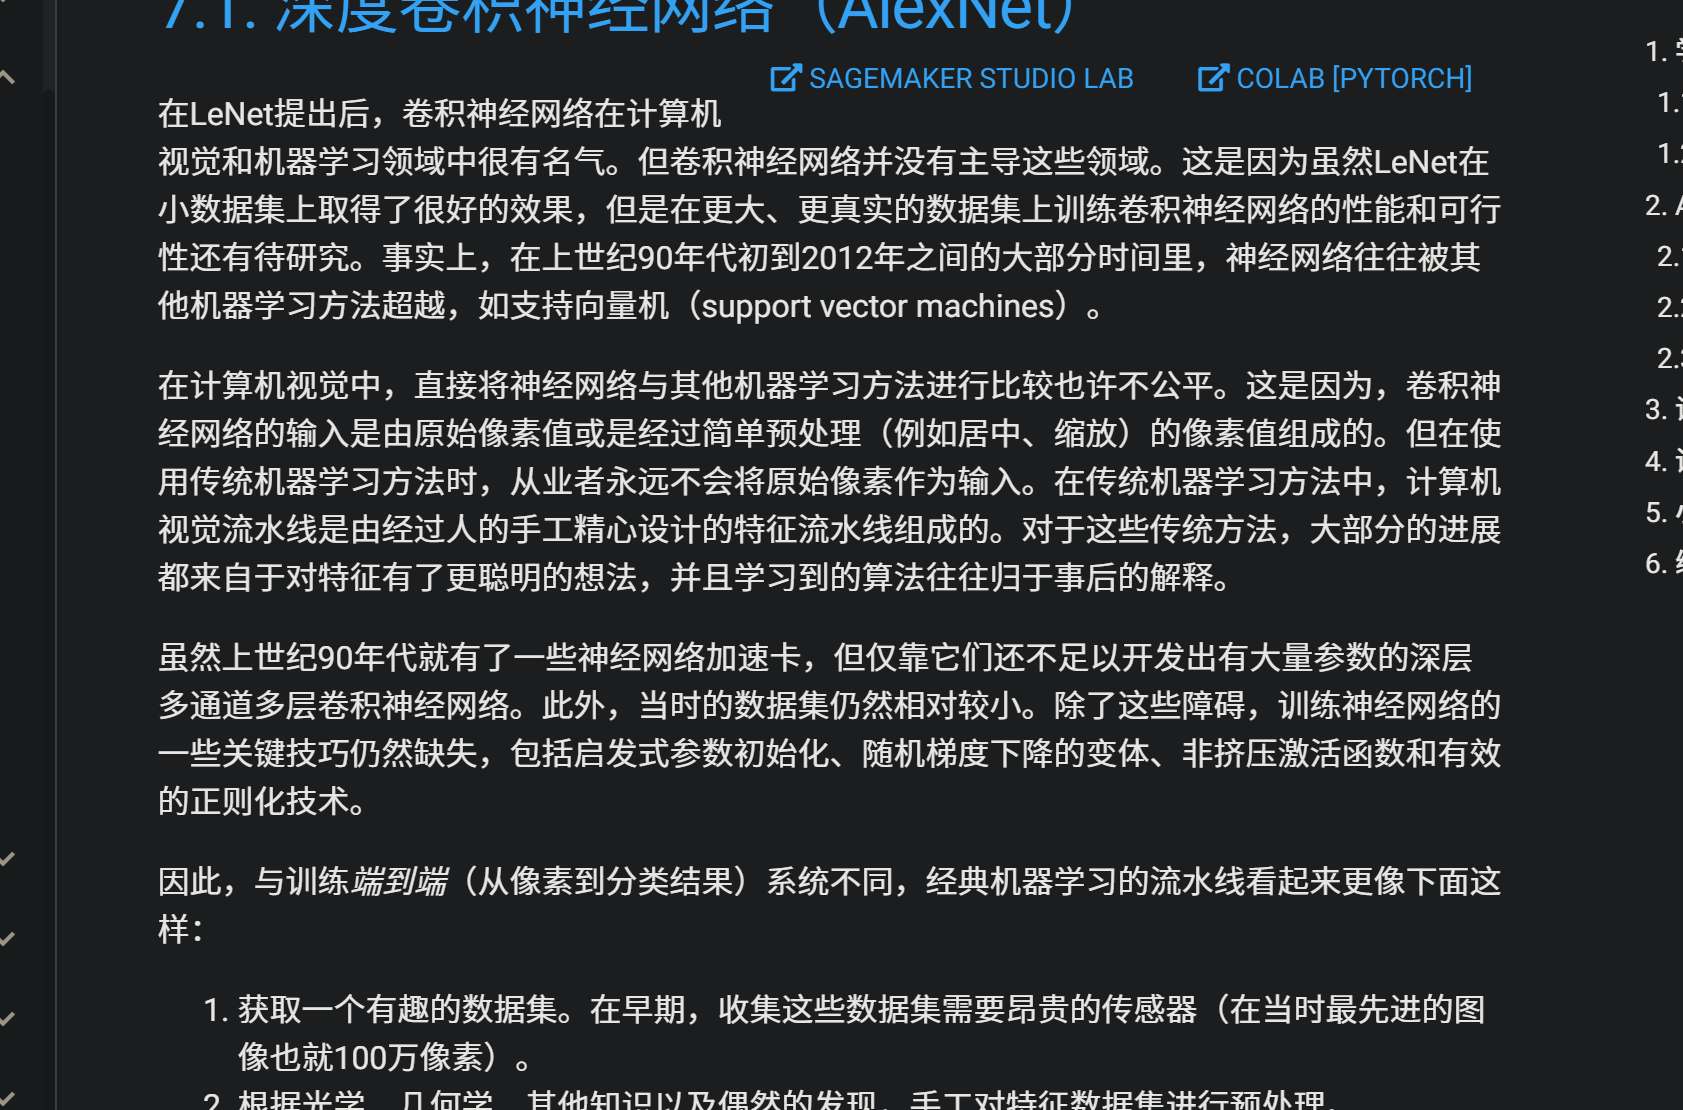 7.1. 深度卷积神经网络（AlexNet）
SAGEMAKER STUDIO LAB
COLAB [PYTORCH]
在LeNet提出后，卷积神经网络在计算机
视觉和机器学习领域中很有名气。但卷积神经网络并没有主导这些领域。这是因为虽然LeNet在
小数据集上取得了很好的效果，但是在更大、更真实的数据集上训练卷积神经网络的性能和可行
性还有待研究。事实上，在上世纪90年代初到2012年之间的大部分时间里，神经网络往往被其
他机器学习方法超越，如支持向量机（support vector machines）。
在计算机视觉中，直接将神经网络与其他机器学习方法进行比较也许不公平。这是因为，卷积神
经网络的输入是由原始像素值或是经过简单预处理（例如居中、缩放）的像素值组成的。但在使
用传统机器学习方法时，从业者永远不会将原始像素作为输入。在传统机器学习方法中，计算机
视觉流水线是由经过人的手工精心设计的特征流水线组成的。对于这些传统方法，大部分的进展
都来自于对特征有了更聪明的想法，并且学习到的算法往往归于事后的解释。
虽然上世纪90年代就有了一些神经网络加速卡，但仅靠它们还不足以开发出有大量参数的深层
多通道多层卷积神经网络。此外，当时的数据集仍然相对较小。除了这些障碍，训练神经网络的
一些关键技巧仍然缺失，包括启发式参数初始化、随机梯度下降的变体、非挤压激活函数和有效
的正则化技术。
因此，与训练端到端（从像素到分类结果）系统不同，经典机器学习的流水线看起来更像下面这
样：
1. 获取一个有趣的数据集。在早期，收集这些数据集需要昂贵的传感器（在当时最先进的图
像也就100万像素）。
2. 根据光学、几何学、其他知识以及偶然的发现，手工对特征数据集进行预处理。
1.
1.
1.
2.
2.
2.
2.
3.
4.
5.
6.